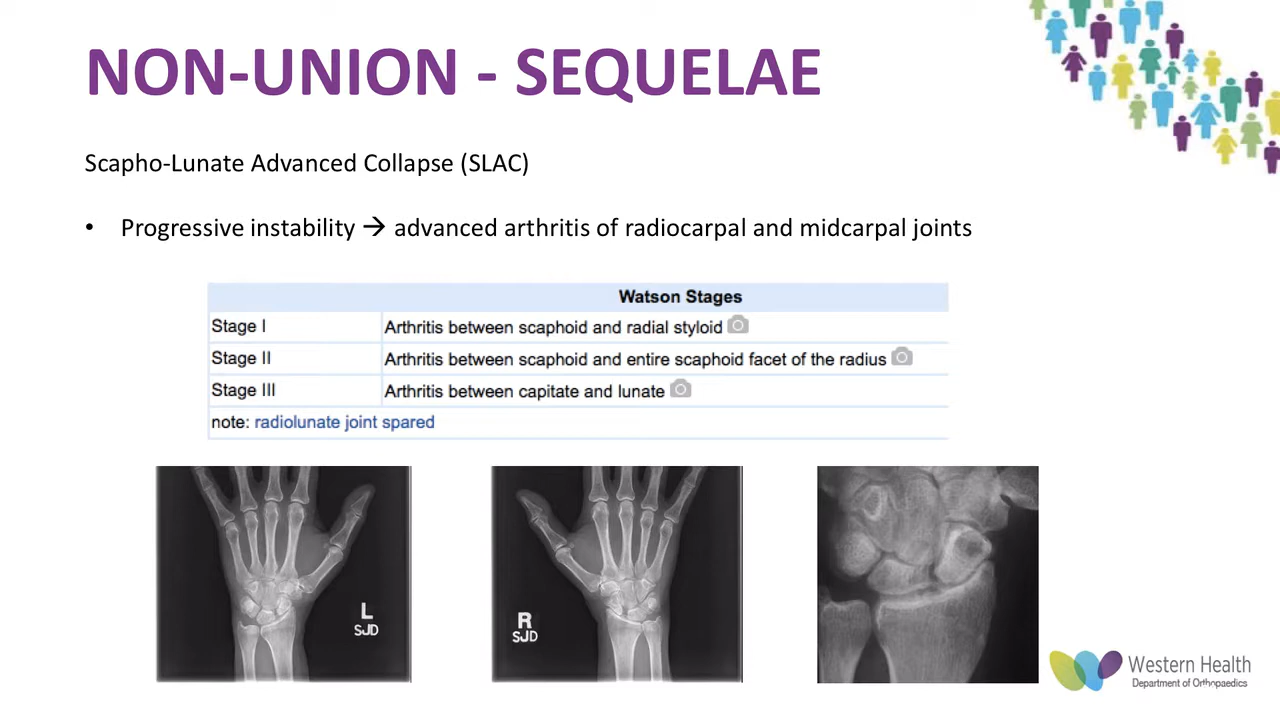 NON-UNION - SEQUELAE
Scapho-Lunate Advanced Collapse (SLAC)
• Progressive instability → advanced arthritis of radiocarpal and midcarpal joints
Watson Stages
Stage I Arthritis between scaphoid and radial styloid
Stage II Arthritis between scaphoid and entire scaphoid facet of the radius
Stage III Arthritis between capitate and lunate
note: radiolunate joint spared
L
SJD
R
SJD
Western Health
Department of Orthopaedics